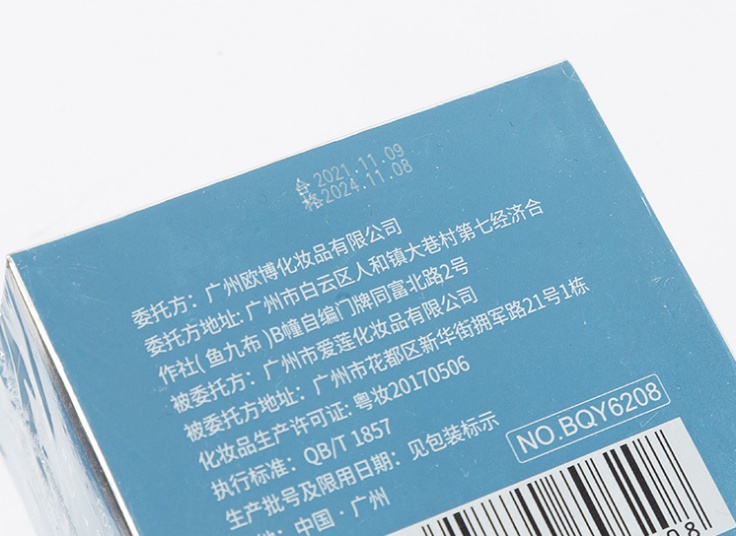 合 2021.11.09
格 2024.11.08
委托方：广州欧博化妆品有限公司
委托方地址：广州市白云区人和镇大巷村第七经济合
作社（鱼九布）B幢自编门牌同富北路2号
被委托方：广州市爱莲化妆品有限公司
被委托方地址：广州市花都区新华街拥军路21号1栋
化妆品生产许可证：粤妆20170506
执行标准：QB/T 1857
生产批号及限用日期：见包装标示
地：中国·广州
NO.BQY6208